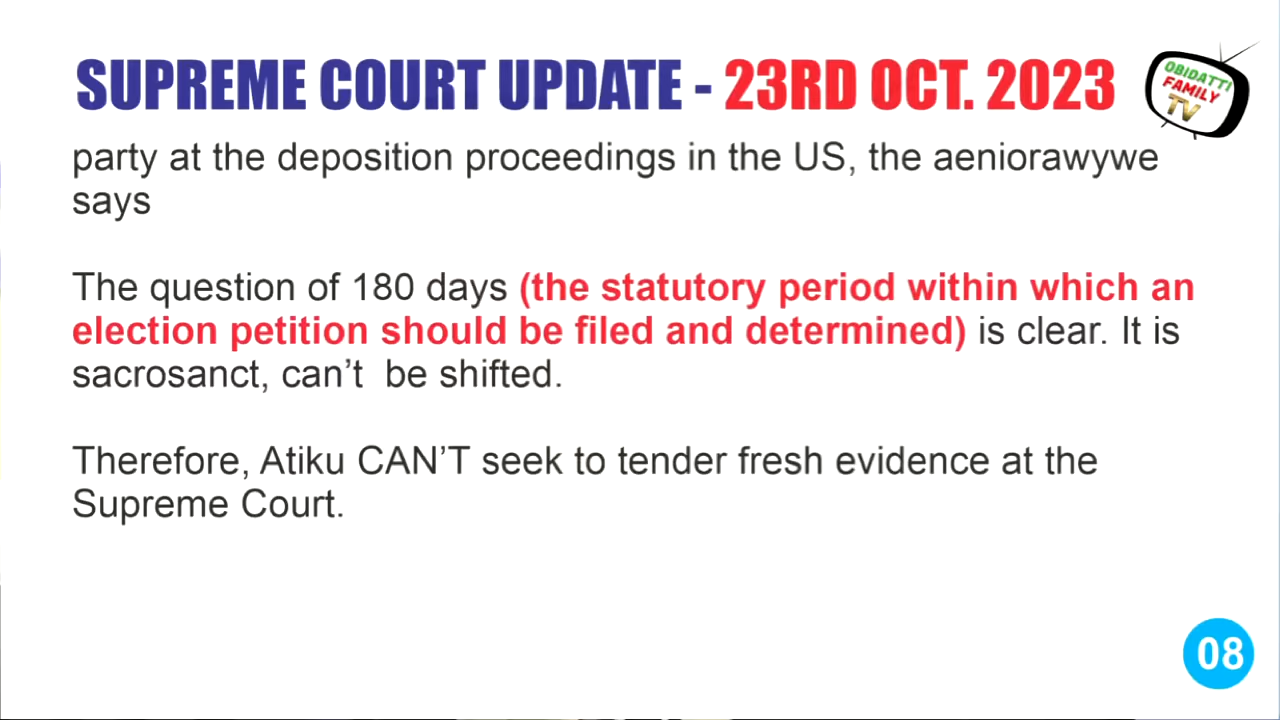 SUPREME COURT UPDATE - 23RD OCT. 2023
OBIDATTI
FAMILY
TV
party at the deposition proceedings in the US, the aeniorawywe
says
The question of 180 days (the statutory period within which an
election petition should be filed and determined) is clear. It is
sacrosanct, can’t  be shifted.
Therefore, Atiku CAN’T seek to tender fresh evidence at the
Supreme Court.
08